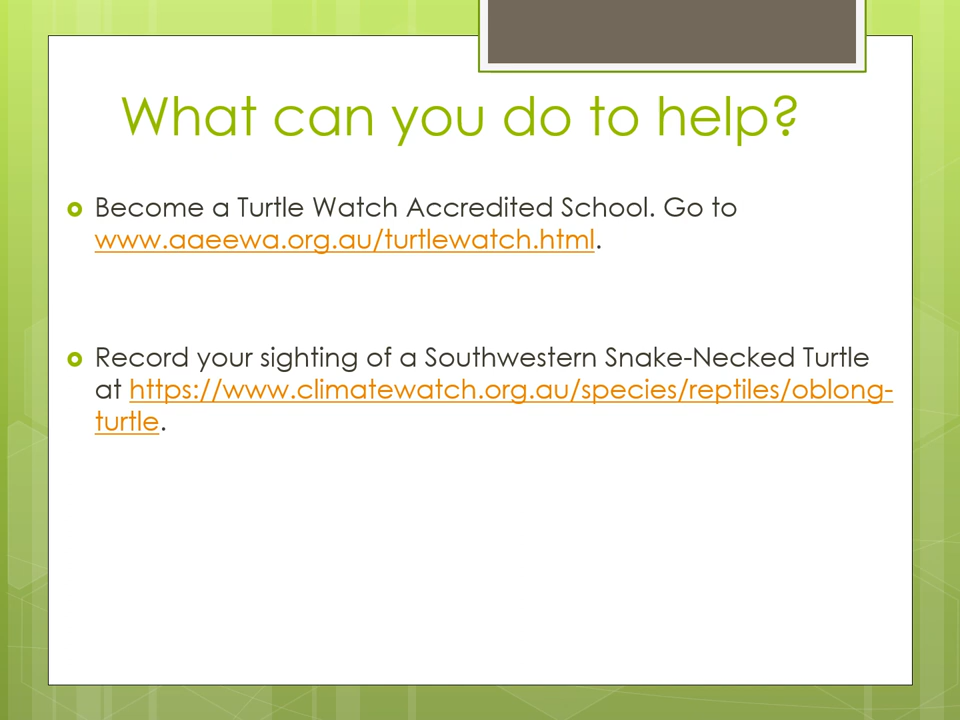 What can you do to help?
Become a Turtle Watch Accredited School. Go to
www.aaeewa.org.au/turtlewatch.html.
Record your sighting of a Southwestern Snake-Necked Turtle
at https://www.climatewatch.org.au/species/reptiles/oblong-
turtle.